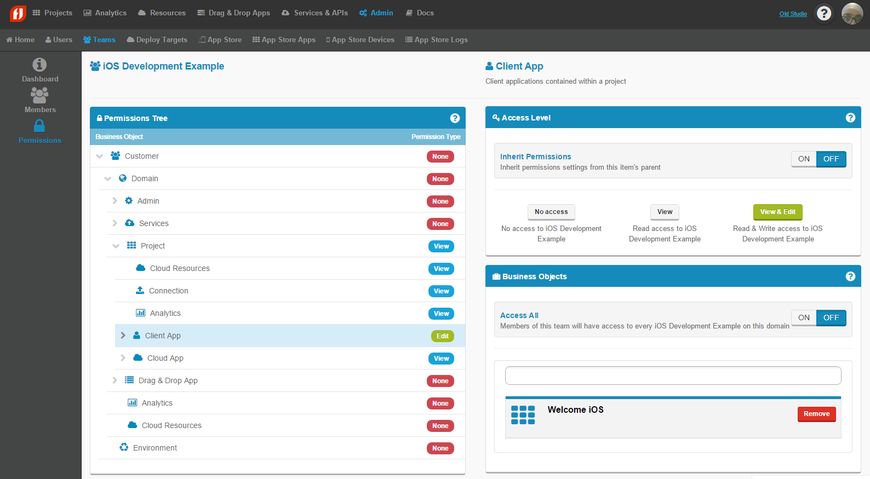 Projects Analytics Resources Drag & Drop Apps Services & APIs Admin Docs Old Studio ?
Home Users Teams Deploy Targets App Store App Store Apps App Store Devices App Store Logs
Dashboard
Members
Permissions
iOS Development Example
Permissions Tree ?
Business Object Permission Type
Customer None
Domain None
Admin None
Services None
Project View
Cloud Resources View
Connection View
Analytics View
Client App Edit
Cloud App View
Drag & Drop App None
Analytics None
Cloud Resources None
Environment None
Client App
Client applications contained within a project
Access Level ?
Inherit Permissions
Inherit permissions settings from this item's parent
ON OFF
No access View View & Edit
No access to iOS Development Read access to iOS Read & Write access to iOS
Example Development Example Development Example
Business Objects ?
Access All
Members of this team will have access to every iOS Development Example on this domain
ON OFF
Welcome iOS Remove